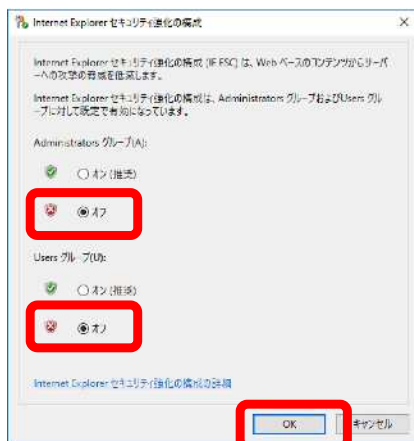 Internet Explorer セキュリティ強化の構成
Internet Explorer セキュリティ強化の構成 (IE ESC) は、Web ベースのコンテンツからサーバ
ーへの攻撃の脅威を低減します。
Internet Explorer セキュリティ強化の構成は、Administrators グループおよびUsers グル
ープに対して既定で有効になっています。
Administrators グループ(A):
オン (推奨)
オフ
Users グループ(U):
オン (推奨)
オフ
Internet Explorer セキュリティ強化の構成の詳細
OK
キャンセル